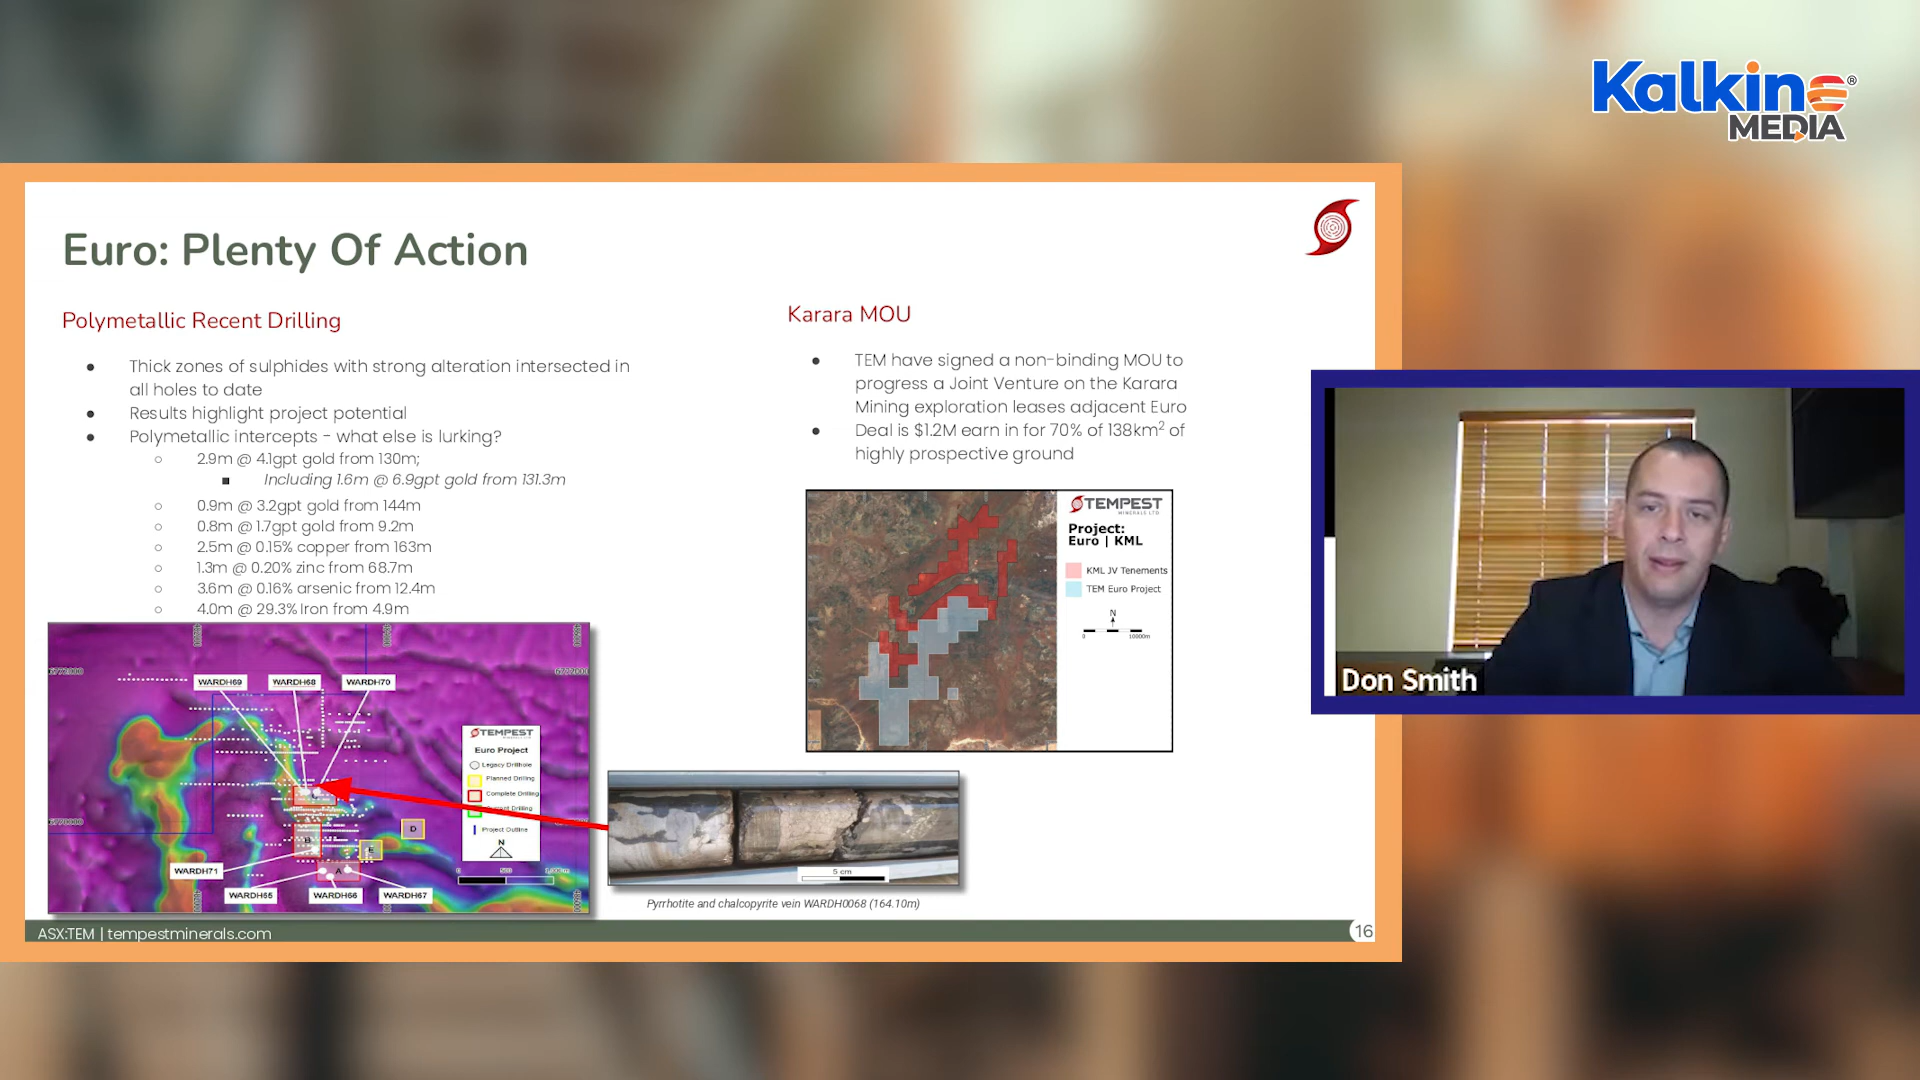 Kalkine®
MEDIA
Euro: Plenty Of Action
Polymetallic Recent Drilling
● Thick zones of sulphides with strong alteration intersected in
all holes to date
● Results highlight project potential
● Polymetallic intercepts - what else is lurking?
○ 2.9m @ 4.1gpt gold from 130m;
■ Including 1.6m @ 6.9gpt gold from 131.3m
○ 0.9m @ 3.2gpt gold from 144m
○ 0.8m @ 1.7gpt gold from 9.2m
○ 2.5m @ 0.15% copper from 163m
○ 1.3m @ 0.20% zinc from 68.7m
○ 3.6m @ 0.16% arsenic from 12.4m
○ 4.0m @ 29.3% Iron from 4.9m
Karara MOU
● TEM have signed a non-binding MOU to
progress a Joint Venture on the Karara
Mining exploration leases adjacent Euro
● Deal is $1.2M earn in for 70% of 138km² of
highly prospective ground
TEMPEST
MINERALS LTD
Project:
Euro | KML
KML JV Tenements
TEM Euro Project
N
0 10000m
WARDH69 WARDH68 WARDH70
TEMPEST
Euro Project
Legacy Drillhole
Planned Drilling
Complete Drilling
Drilling
Project Outline
N
D
E
A
WARDH71
WARDH65 WARDH66 WARDH67
5 cm
Pyrrhotite and chalcopyrite vein WARDH0068 (164.10m)
ASX:TEM | tempestminerals.com
16
Don Smith